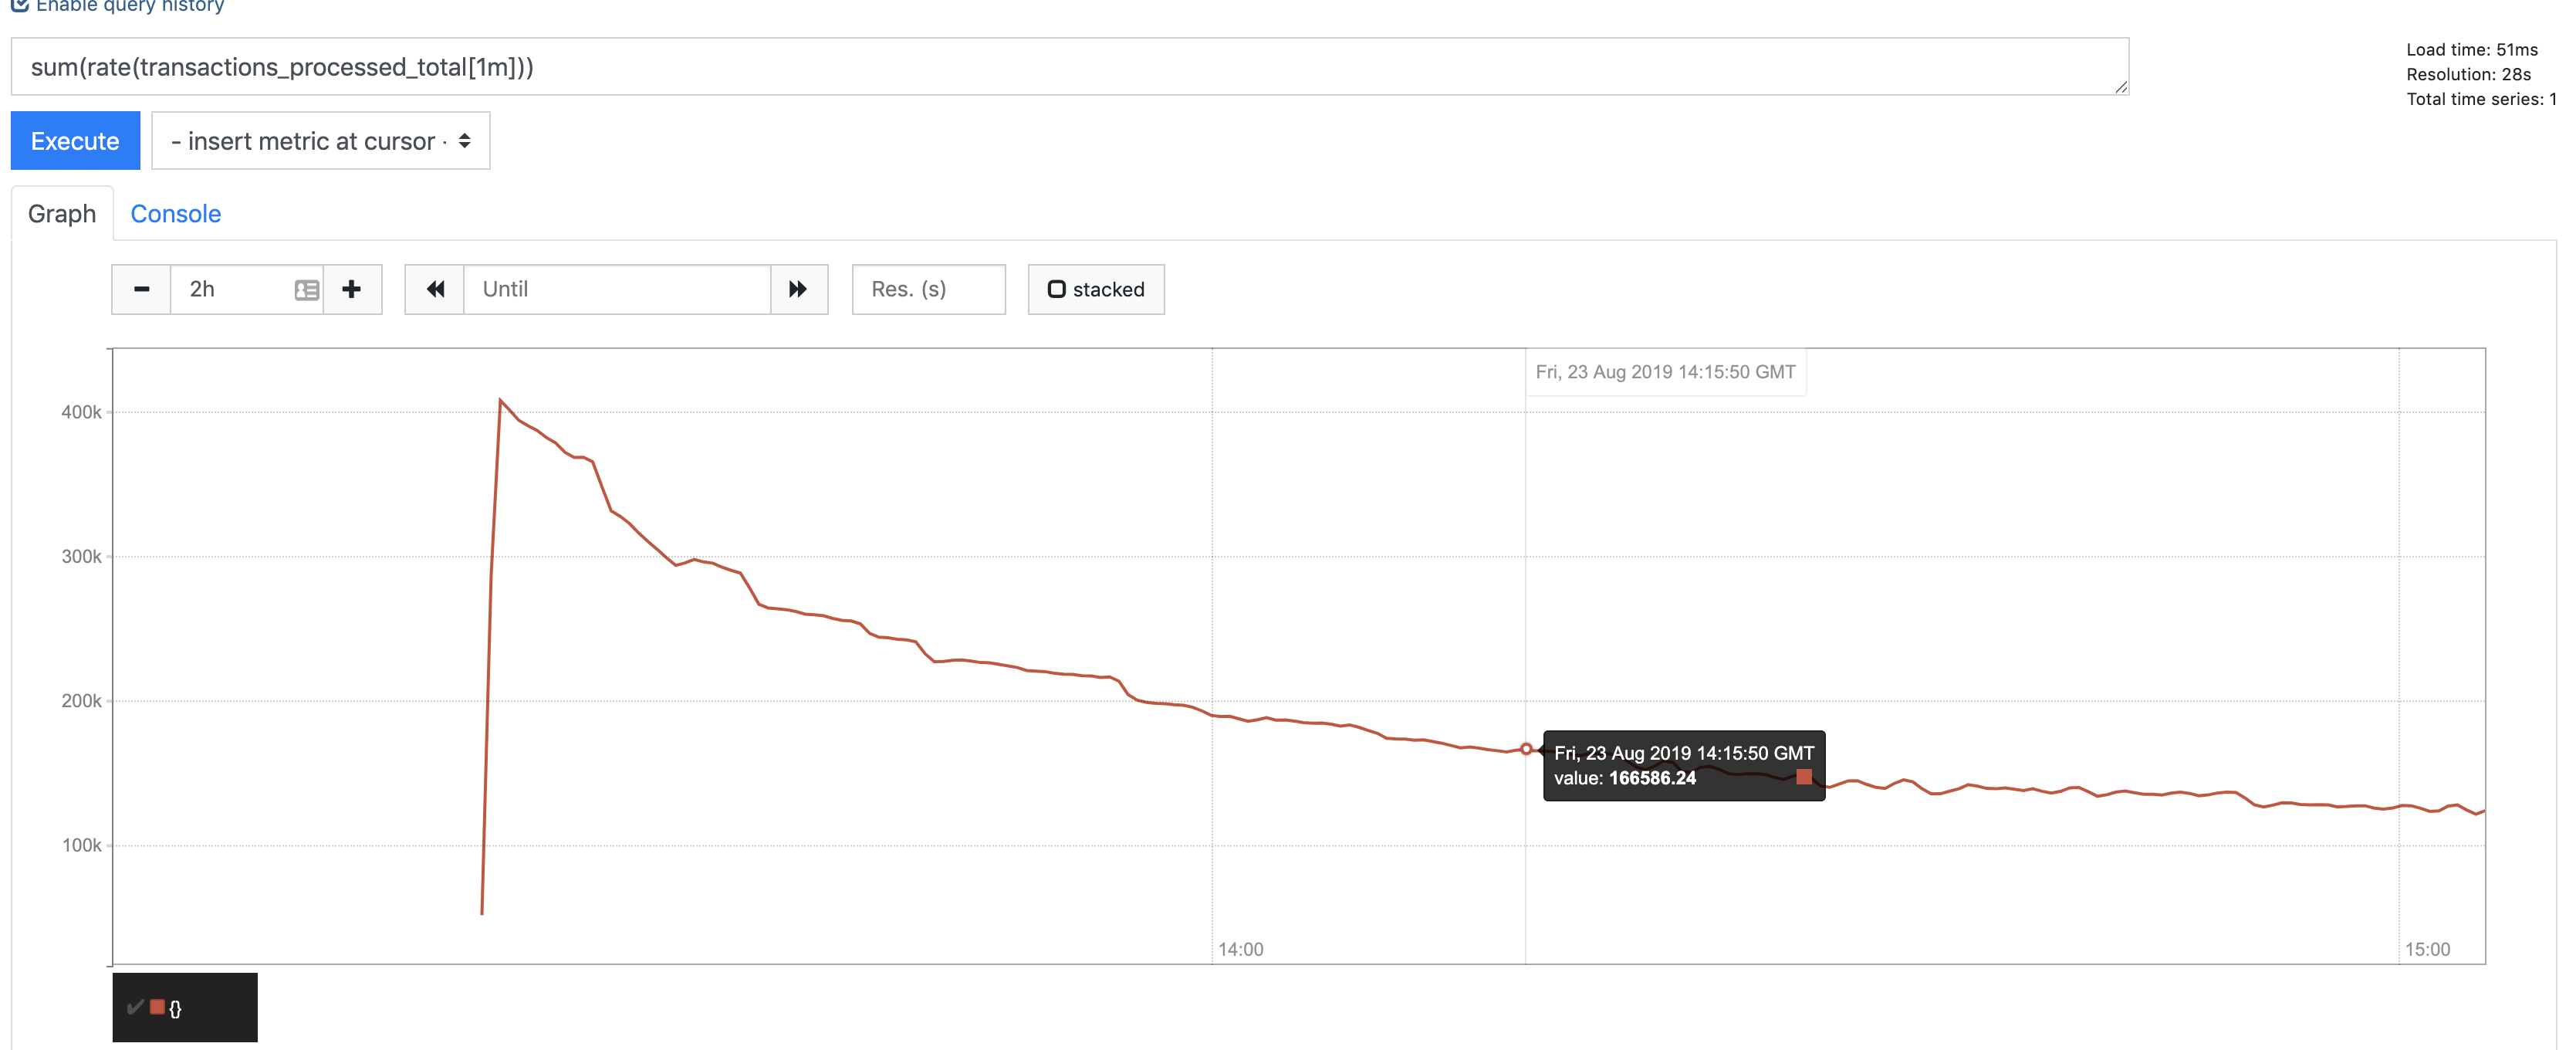 Enable query history
sum(rate(transactions_processed_total[1m]))
Load time: 51ms
Resolution: 28s
Total time series: 1
Execute
- insert metric at cursor -
Graph
Console
2h
Until
Res. (s)
stacked
Fri, 23 Aug 2019 14:15:50 GMT
400k
300k
200k
100k
Fri, 23 Aug 2019 14:15:50 GMT
value: 166586.24
14:00
15:00
{}